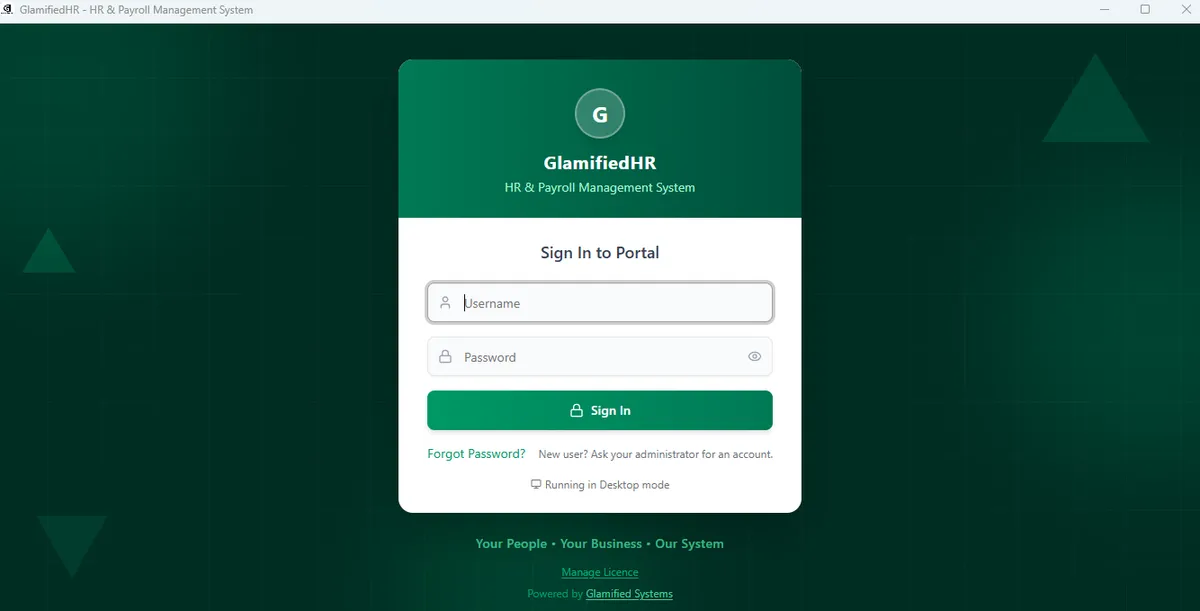 GlamifiedHR - HR & Payroll Management System
G
GlamifiedHR
HR & Payroll Management System
Sign In to Portal
Username
Password
Sign In
Forgot Password? New user? Ask your administrator for an account.
Running in Desktop mode
Your People • Your Business • Our System
Manage Licence
Powered by Glamified Systems